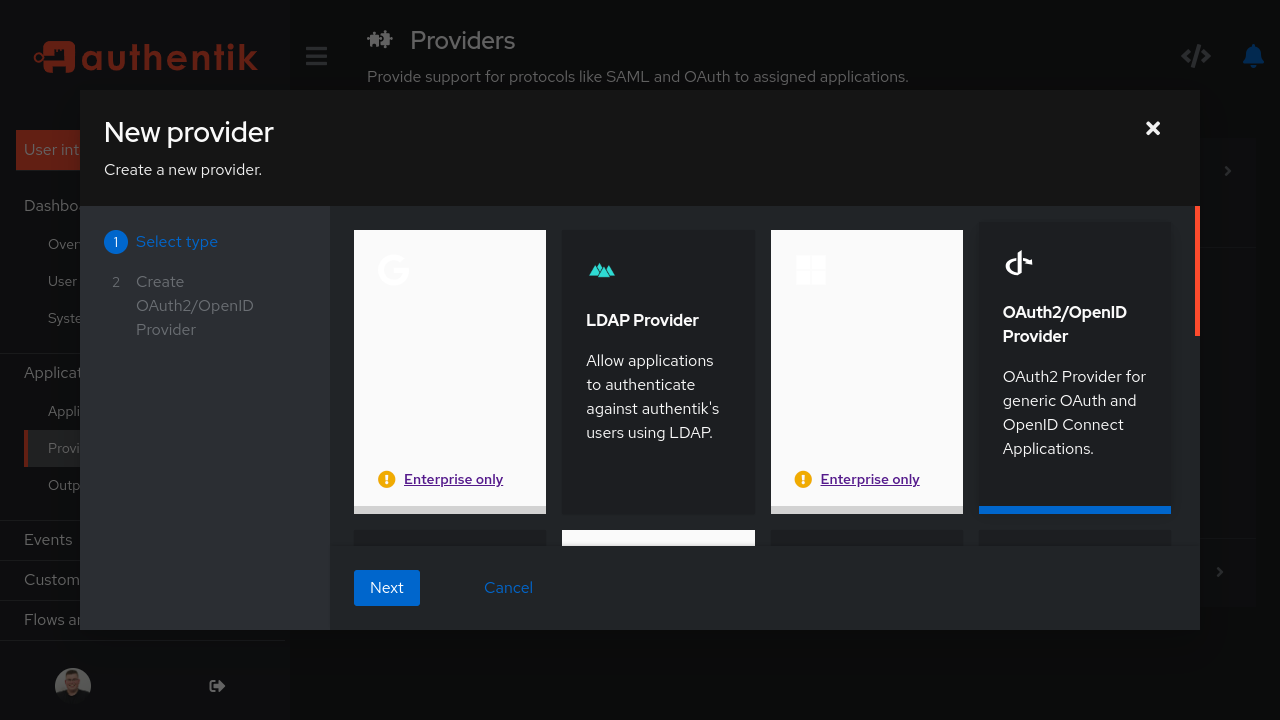 authentik
Providers
Provide support for protocols like SAML and OAuth to assigned applications.
New provider
Create a new provider.
User int
Dashbo
Over
User
Syste
Applicat
Appli
Provi
Outp
Events
Custom
Flows ar
1 Select type
2 Create
OAuth2/OpenID
Provider
Enterprise only
LDAP Provider
Allow applications
to authenticate
against authentik's
users using LDAP.
Enterprise only
OAuth2/OpenID
Provider
OAuth2 Provider for
generic OAuth and
OpenID Connect
Applications.
Next
Cancel